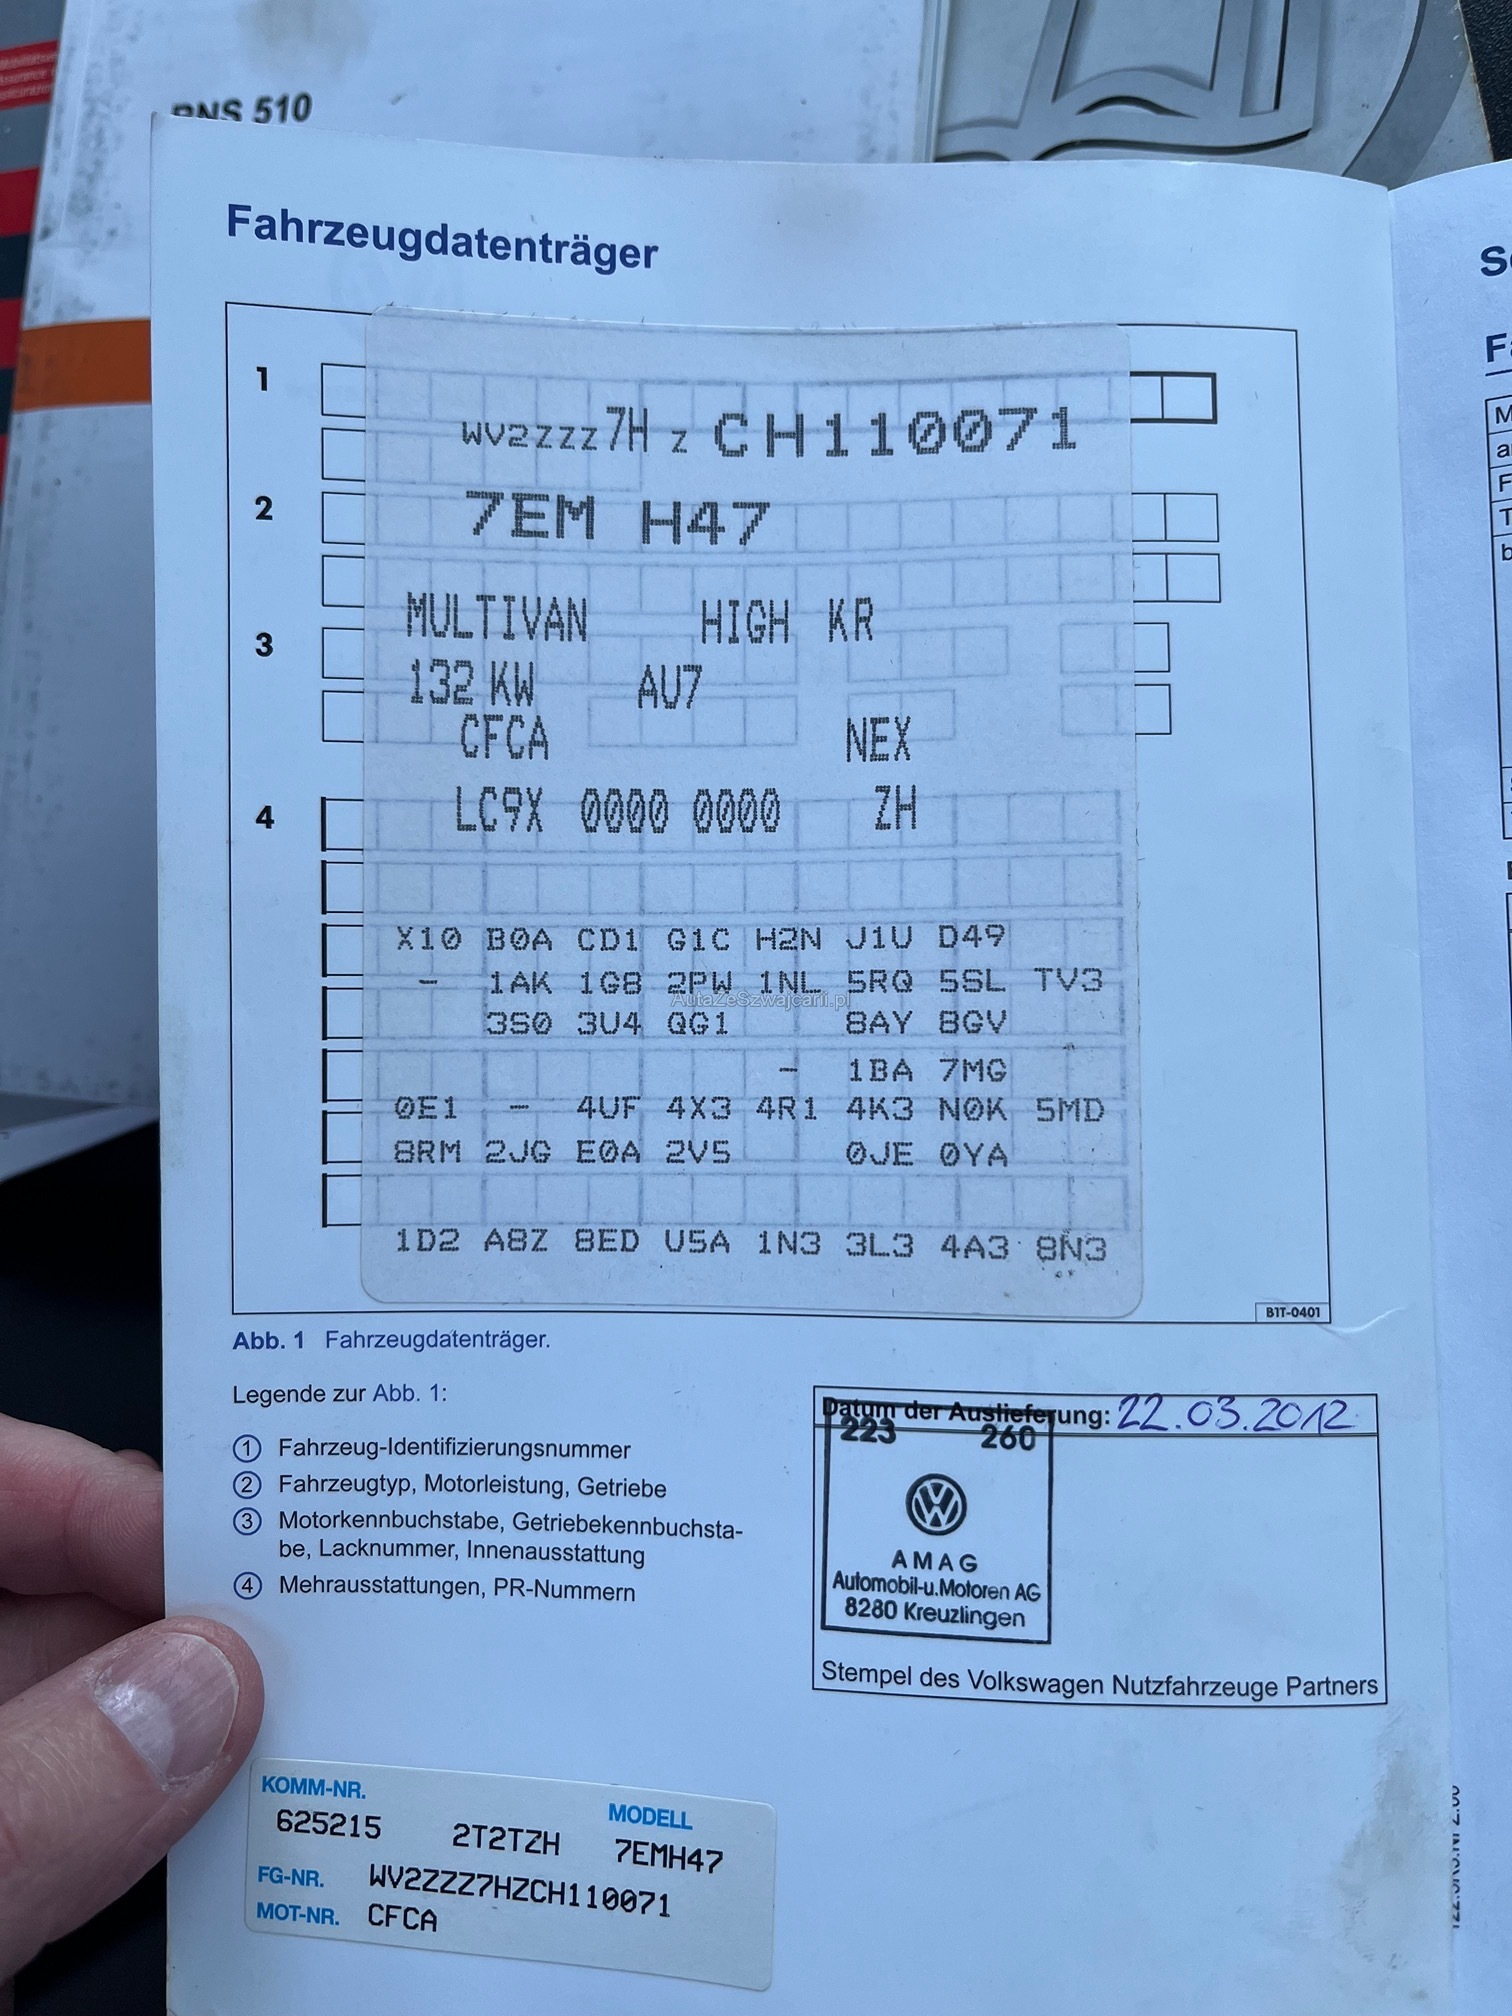 RNS 510
Fahrzeugdatenträger
1
WV2ZZZ7H Z CH110071
2
7EM H47
MULTIVAN HIGH KR
3
132 KW AU7
CFCA NEX
4
LC9X 0000 0000 ZH
X10 B0A CD1 G1C H2N J1U D49
- 1AK 1G8 2PW 1NL 5RQ 5SL TV3
AutaZeSzwajcarii.pl
3S0 3U4 QG1 8AY 8GV
- 1BA 7MG
0E1 - 4UF 4X3 4R1 4K3 N0K 5MD
8RM 2JG E0A 2V5 0JE 0YA
1D2 A8Z 8ED U5A 1N3 3L3 4A3 8N3
B1T-0401
Abb. 1 Fahrzeugdatenträger.
Legende zur Abb. 1:
1 Fahrzeug-Identifizierungsnummer
2 Fahrzeugtyp, Motorleistung, Getriebe
3 Motorkennbuchstabe, Getriebekennbuchsta-
be, Lacknummer, Innenausstattung
4 Mehrausstattungen, PR-Nummern
Datum der Auslieferung: 22.03.2012
223 260
AMAG
Automobil-u.Motoren AG
8280 Kreuzlingen
Stempel des Volkswagen Nutzfahrzeuge Partners
KOMM-NR. MODELL
625215 2T2TZH 7EMH47
FG-NR. WV2ZZZ7HZCH110071
MOT-NR. CFCA